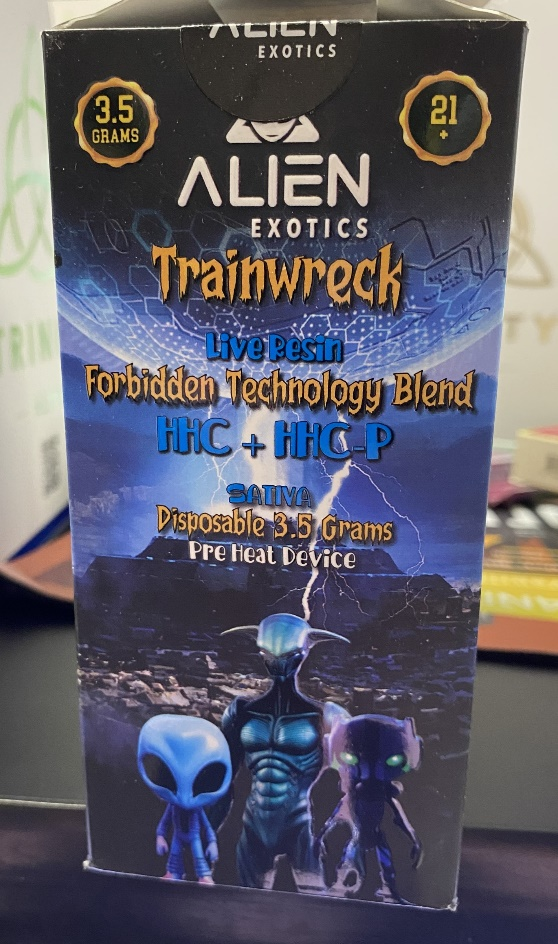 ALIEN
EXOTICS
3.5
GRAMS
21
+
ALIEN
EXOTICS
Trainwreck
Live Resin
Forbidden Technology Blend
HHC + HHC-P
SATIVA
Disposable 3.5 Grams
Pre Heat Device